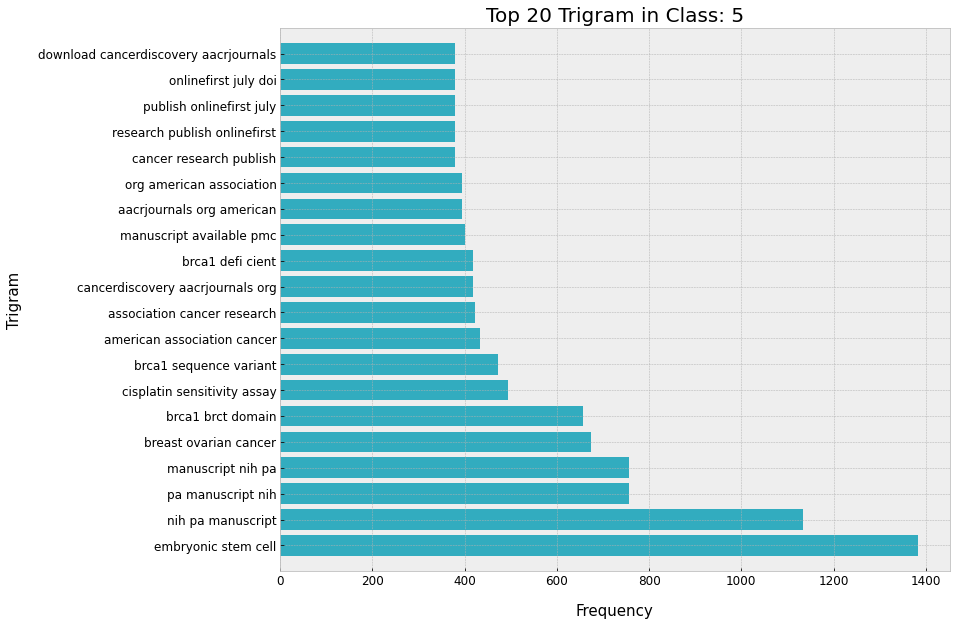 Top 20 Trigram in Class: 5
download cancerdiscovery aacrjournals
onlinefirst july doi
publish onlinefirst july
research publish onlinefirst
cancer research publish
org american association
aacrjournals org american
manuscript available pmc
brca1 defi cient
cancerdiscovery aacrjournals org
association cancer research
american association cancer
brca1 sequence variant
cisplatin sensitivity assay
brca1 brct domain
breast ovarian cancer
manuscript nih pa
pa manuscript nih
nih pa manuscript
embryonic stem cell
Trigram
0 200 400 600 800 1000 1200 1400
Frequency